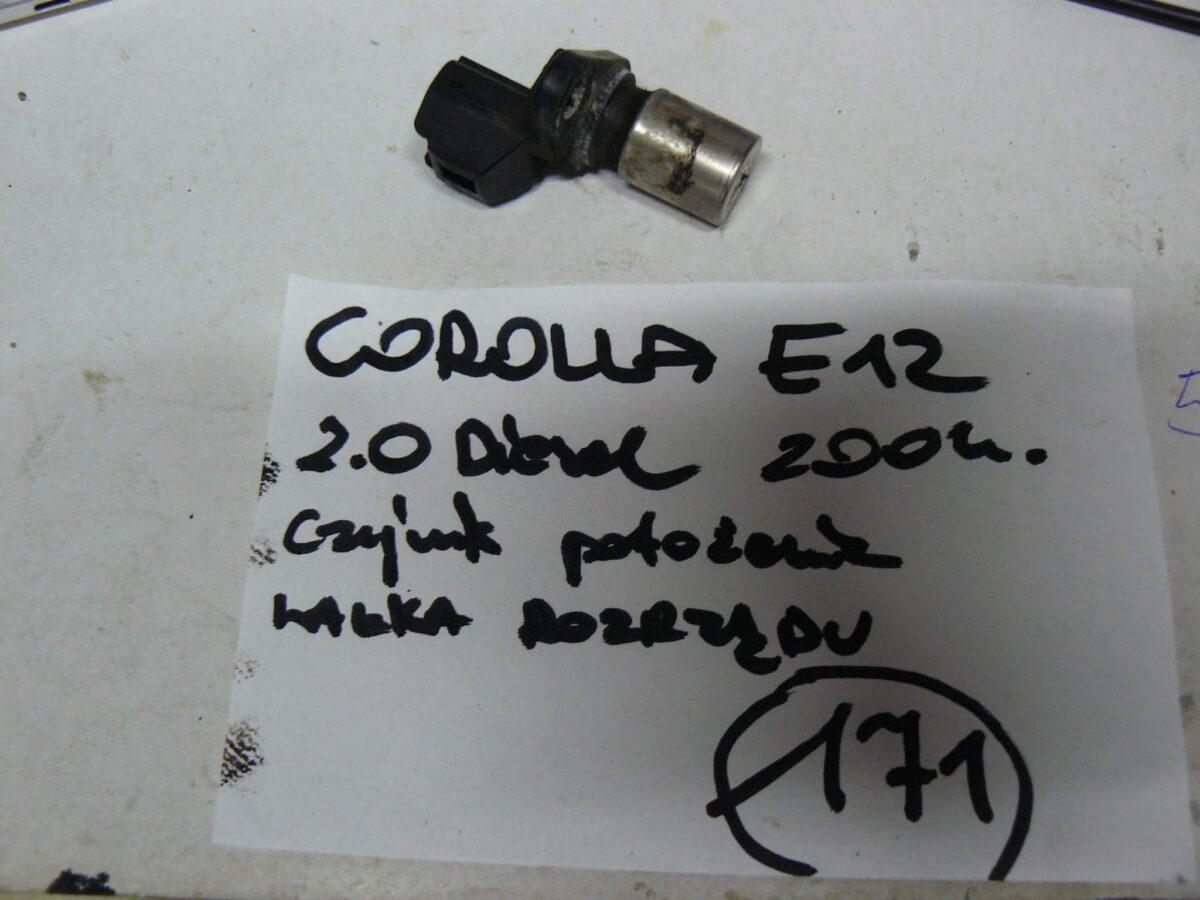 COROLLA E12
2.0 Diesel 2004r.
Czujnik położenia
WAŁKA ROZRZĄDU
171